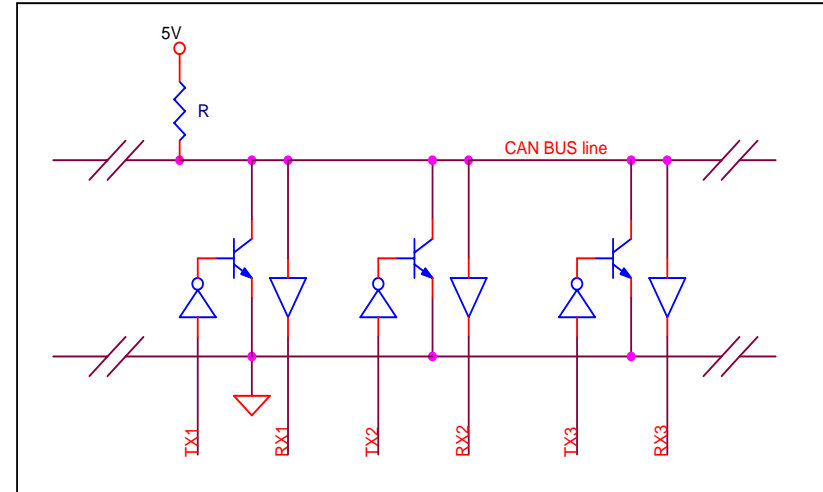 5V
R
CAN BUS line
TX1
RX1
TX2
RX2
TX3
RX3